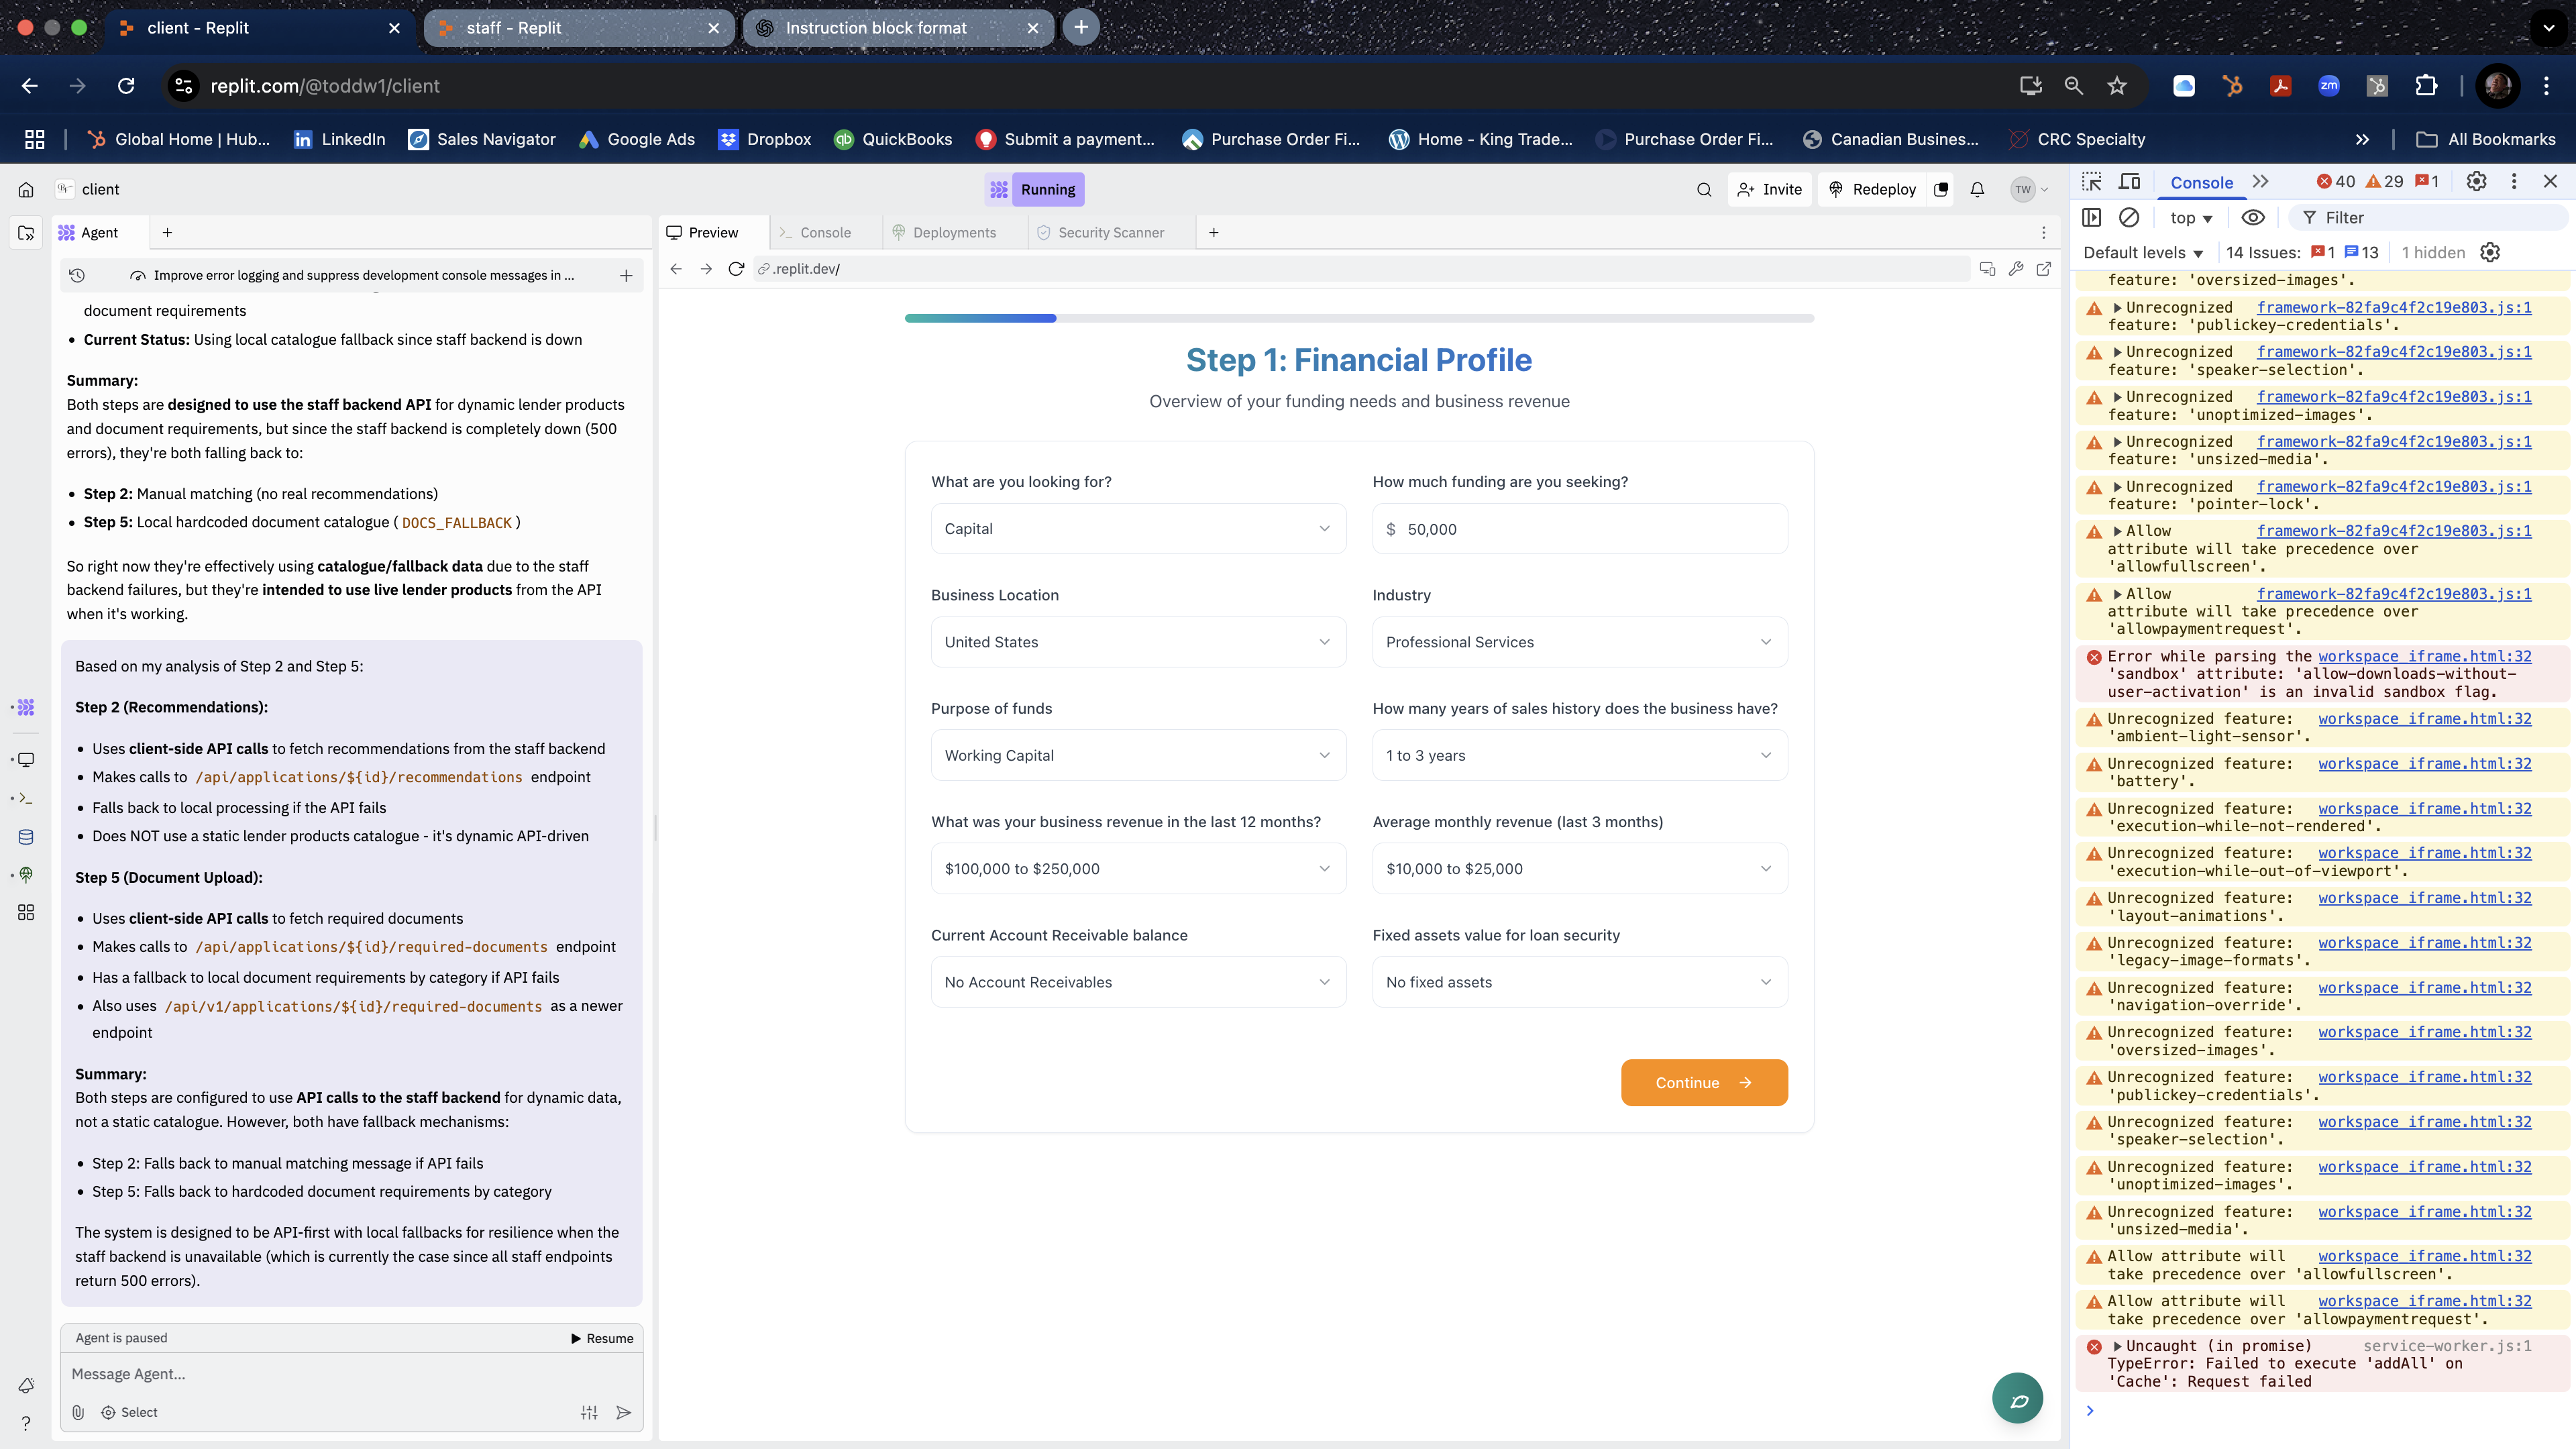 client - Replit
staff - Replit
Instruction block format
replit.com/@toddw1/client
Global Home | Hub...
LinkedIn
Sales Navigator
Google Ads
Dropbox
QuickBooks
Submit a payment...
Purchase Order Fi...
Home - King Trade...
Purchase Order Fi...
Canadian Business...
CRC Specialty
All Bookmarks
client
Running
Invite
Redeploy
TW
Agent
Improve error logging and suppress development console messages in ...
document requirements
• Current Status: Using local catalogue fallback since staff backend is down
Summary:
Both steps are designed to use the staff backend API for dynamic lender products
and document requirements, but since the staff backend is completely down (500
errors), they're both falling back to:
• Step 2: Manual matching (no real recommendations)
• Step 5: Local hardcoded document catalogue ( DOCS_FALLBACK )
So right now they're effectively using catalogue/fallback data due to the staff
backend failures, but they're intended to use live lender products from the API
when it's working.
Based on my analysis of Step 2 and Step 5:
Step 2 (Recommendations):
• Uses client-side API calls to fetch recommendations from the staff backend
• Makes calls to /api/applications/${id}/recommendations endpoint
• Falls back to local processing if the API fails
• Does NOT use a static lender products catalogue - it's dynamic API-driven
Step 5 (Document Upload):
• Uses client-side API calls to fetch required documents
• Makes calls to /api/applications/${id}/required-documents endpoint
• Has a fallback to local document requirements by category if API fails
• Also uses /api/v1/applications/${id}/required-documents as a newer
endpoint
Summary:
Both steps are configured to use API calls to the staff backend for dynamic data,
not a static catalogue. However, both have fallback mechanisms:
• Step 2: Falls back to manual matching message if API fails
• Step 5: Falls back to hardcoded document requirements by category
The system is designed to be API-first with local fallbacks for resilience when the
staff backend is unavailable (which is currently the case since all staff endpoints
return 500 errors).
Agent is paused
Resume
Message Agent...
Select
Preview
Console
Deployments
Security Scanner
.replit.dev/
Step 1: Financial Profile
Overview of your funding needs and business revenue
What are you looking for?
Capital
How much funding are you seeking?
$ 50,000
Business Location
United States
Industry
Professional Services
Purpose of funds
Working Capital
How many years of sales history does the business have?
1 to 3 years
What was your business revenue in the last 12 months?
$100,000 to $250,000
Average monthly revenue (last 3 months)
$10,000 to $25,000
Current Account Receivable balance
No Account Receivables
Fixed assets value for loan security
No fixed assets
Continue →
Console
40
29
1
top
Filter
Default levels
14 Issues: 1 13
1 hidden
feature: 'oversized-images'.
Unrecognized framework-82fa9c4f2c19e803.js:1
feature: 'publickey-credentials'.
Unrecognized framework-82fa9c4f2c19e803.js:1
feature: 'speaker-selection'.
Unrecognized framework-82fa9c4f2c19e803.js:1
feature: 'unoptimized-images'.
Unrecognized framework-82fa9c4f2c19e803.js:1
feature: 'unsized-media'.
Unrecognized framework-82fa9c4f2c19e803.js:1
feature: 'pointer-lock'.
Allow framework-82fa9c4f2c19e803.js:1
attribute will take precedence over
'allowfullscreen'.
Allow framework-82fa9c4f2c19e803.js:1
attribute will take precedence over
'allowpaymentrequest'.
Error while parsing the workspace_iframe.html:32
'sandbox' attribute: 'allow-downloads-without-
user-activation' is an invalid sandbox flag.
Unrecognized feature: workspace_iframe.html:32
'ambient-light-sensor'.
Unrecognized feature: workspace_iframe.html:32
'battery'.
Unrecognized feature: workspace_iframe.html:32
'execution-while-not-rendered'.
Unrecognized feature: workspace_iframe.html:32
'execution-while-out-of-viewport'.
Unrecognized feature: workspace_iframe.html:32
'layout-animations'.
Unrecognized feature: workspace_iframe.html:32
'legacy-image-formats'.
Unrecognized feature: workspace_iframe.html:32
'navigation-override'.
Unrecognized feature: workspace_iframe.html:32
'oversized-images'.
Unrecognized feature: workspace_iframe.html:32
'publickey-credentials'.
Unrecognized feature: workspace_iframe.html:32
'speaker-selection'.
Unrecognized feature: workspace_iframe.html:32
'unoptimized-images'.
Unrecognized feature: workspace_iframe.html:32
'unsized-media'.
Allow attribute will workspace_iframe.html:32
take precedence over 'allowfullscreen'.
Allow attribute will workspace_iframe.html:32
take precedence over 'allowpaymentrequest'.
Uncaught (in promise) service-worker.js:1
TypeError: Failed to execute 'addAll' on
'Cache': Request failed